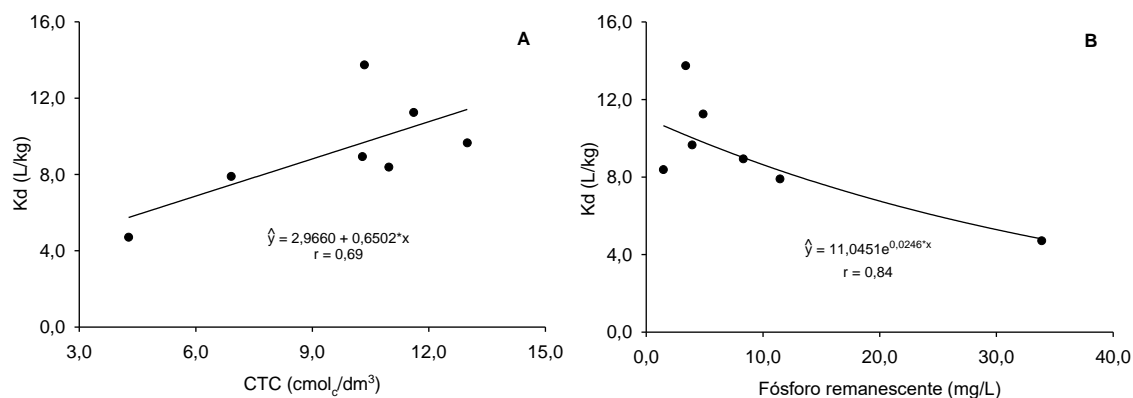 16,0
A
12,0
8,0
4,0
0,0
Kd (L/kg)
ŷ = 2,9660 + 0,6502*x
r = 0,69
3,0 6,0 9,0 12,0 15,0
CTC (cmol_c/dm³)
16,0
B
12,0
8,0
4,0
0,0
Kd (L/kg)
ŷ = 11,0451e^0,0246*x
r = 0,84
0,0 10,0 20,0 30,0 40,0
Fósforo remanescente (mg/L)